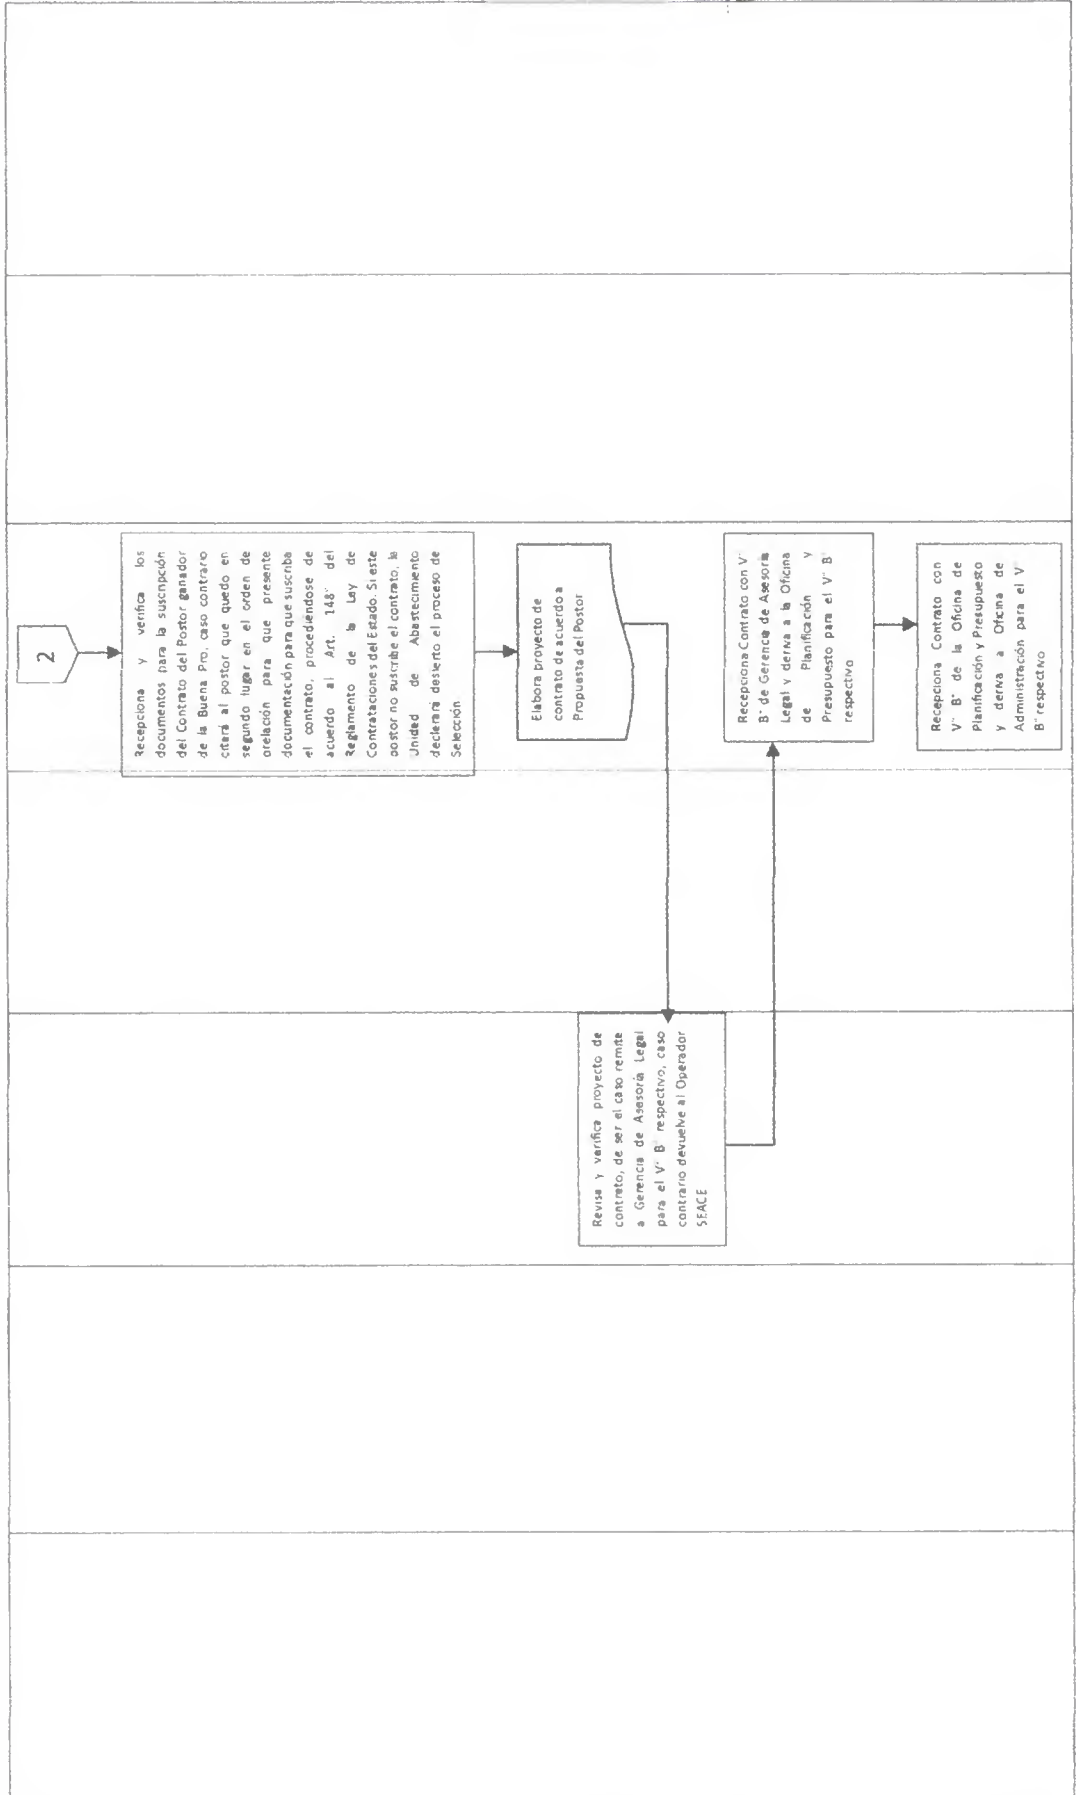 2
Recepciona y verifica los
documentos para la suscripción
del Contrato del Postor ganador
de la Buena Pro, caso contrario
citará al postor que quedo en
segundo lugar en el orden de
prelación para que presente
documentación para que suscriba
el contrato, procediéndose de
acuerdo al Art. 148° del
Reglamento de la Ley de
Contrataciones del Estado. Si este
postor no suscribe el contrato, la
Unidad de Abastecimiento
declarará desierto el proceso de
Selección
Elabora proyecto de
contrato de acuerdo a
Propuesta del Postor
Revisa y verifica proyecto de
contrato, de ser el caso remite
a Gerencia de Asesoría Legal
para el V° B° respectivo, caso
contrario devuelve al Operador
SEACE
Recepciona Contrato con V°
B° de Gerencia de Asesoria
Legal y deriva a la Oficina
de Planificación y
Presupuesto para el V° B°
respectivo
Recepciona Contrato con
V° B° de la Oficina de
Planificación y Presupuesto
y deriva a Oficina de
Administración para el V°
B° respectivo